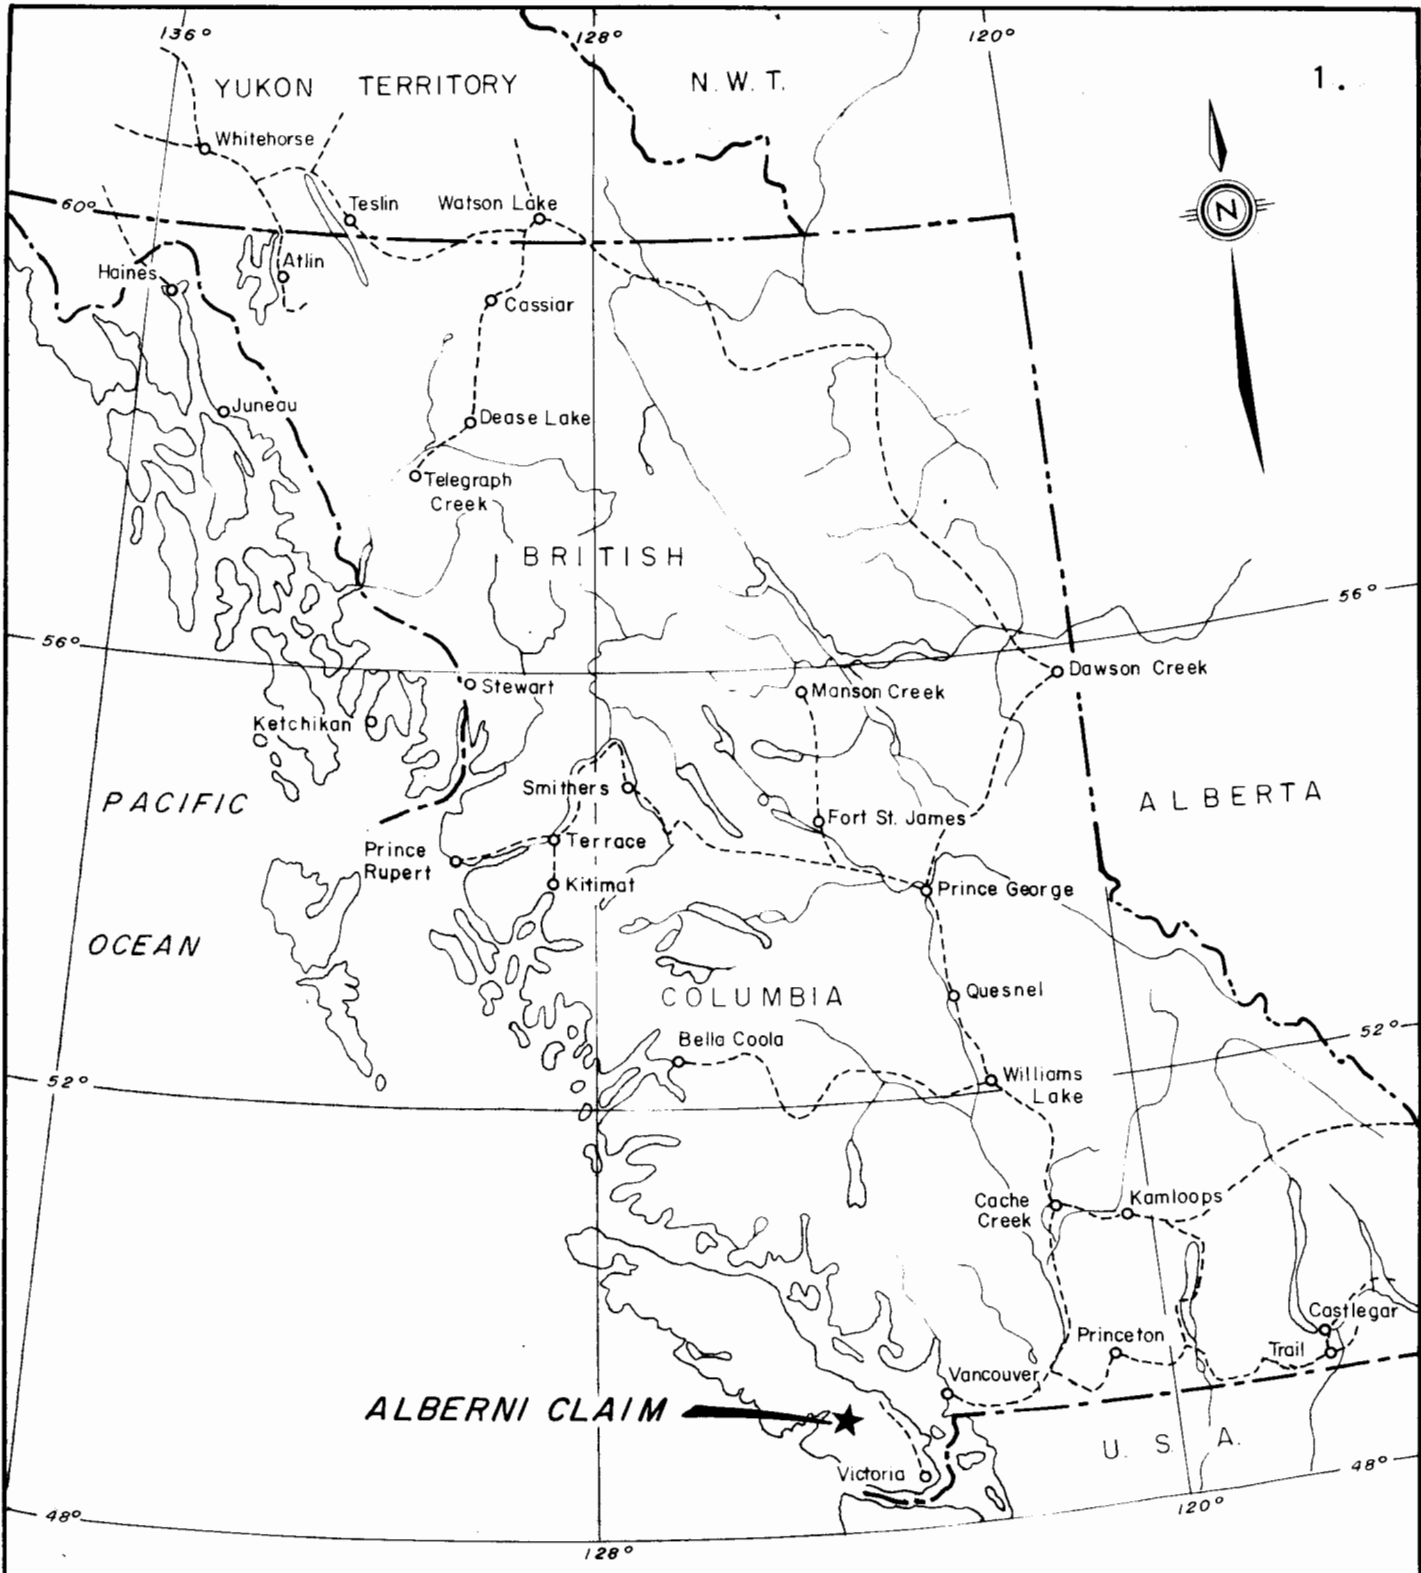 136°
128°
120°
YUKON TERRITORY
N.W.T.
1.
Whitehorse
60°
Teslin
Watson Lake
N
Haines
Atlin
Cassiar
Juneau
Dease Lake
Telegraph
Creek
BRITISH
56°
56°
Stewart
Manson Creek
Dawson Creek
Ketchikan
PACIFIC
Smithers
ALBERTA
Fort St. James
Prince
Rupert
Terrace
Kitimat
Prince George
OCEAN
COLUMBIA
Quesnel
52°
Bella Coola
52°
Williams
Lake
Cache
Creek
Kamloops
Castlegar
Princeton
Trail
Vancouver
ALBERNI CLAIM
U.S.A.
Victoria
48°
48°
120°
128°